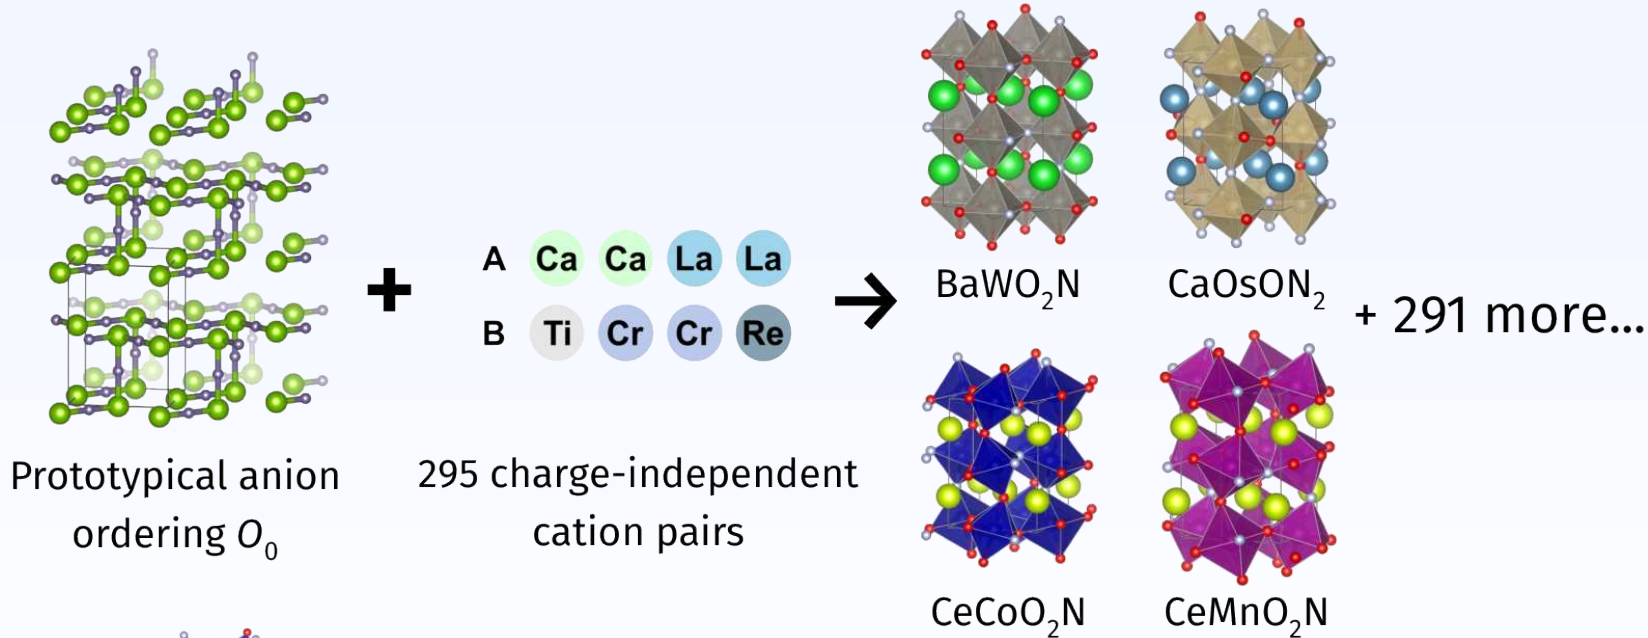 A Ca Ca La La
B Ti Cr Cr Re
+
→
BaWO₂N
CaOsON₂
+ 291 more...
Prototypical anion
ordering O₀
295 charge-independent
cation pairs
CeCoO₂N
CeMnO₂N